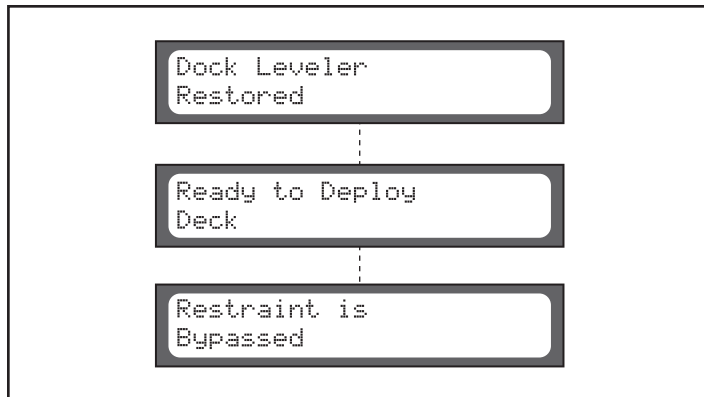 Dock Leveler
Restored
Ready to Deploy
Deck
Restraint is
Bypassed